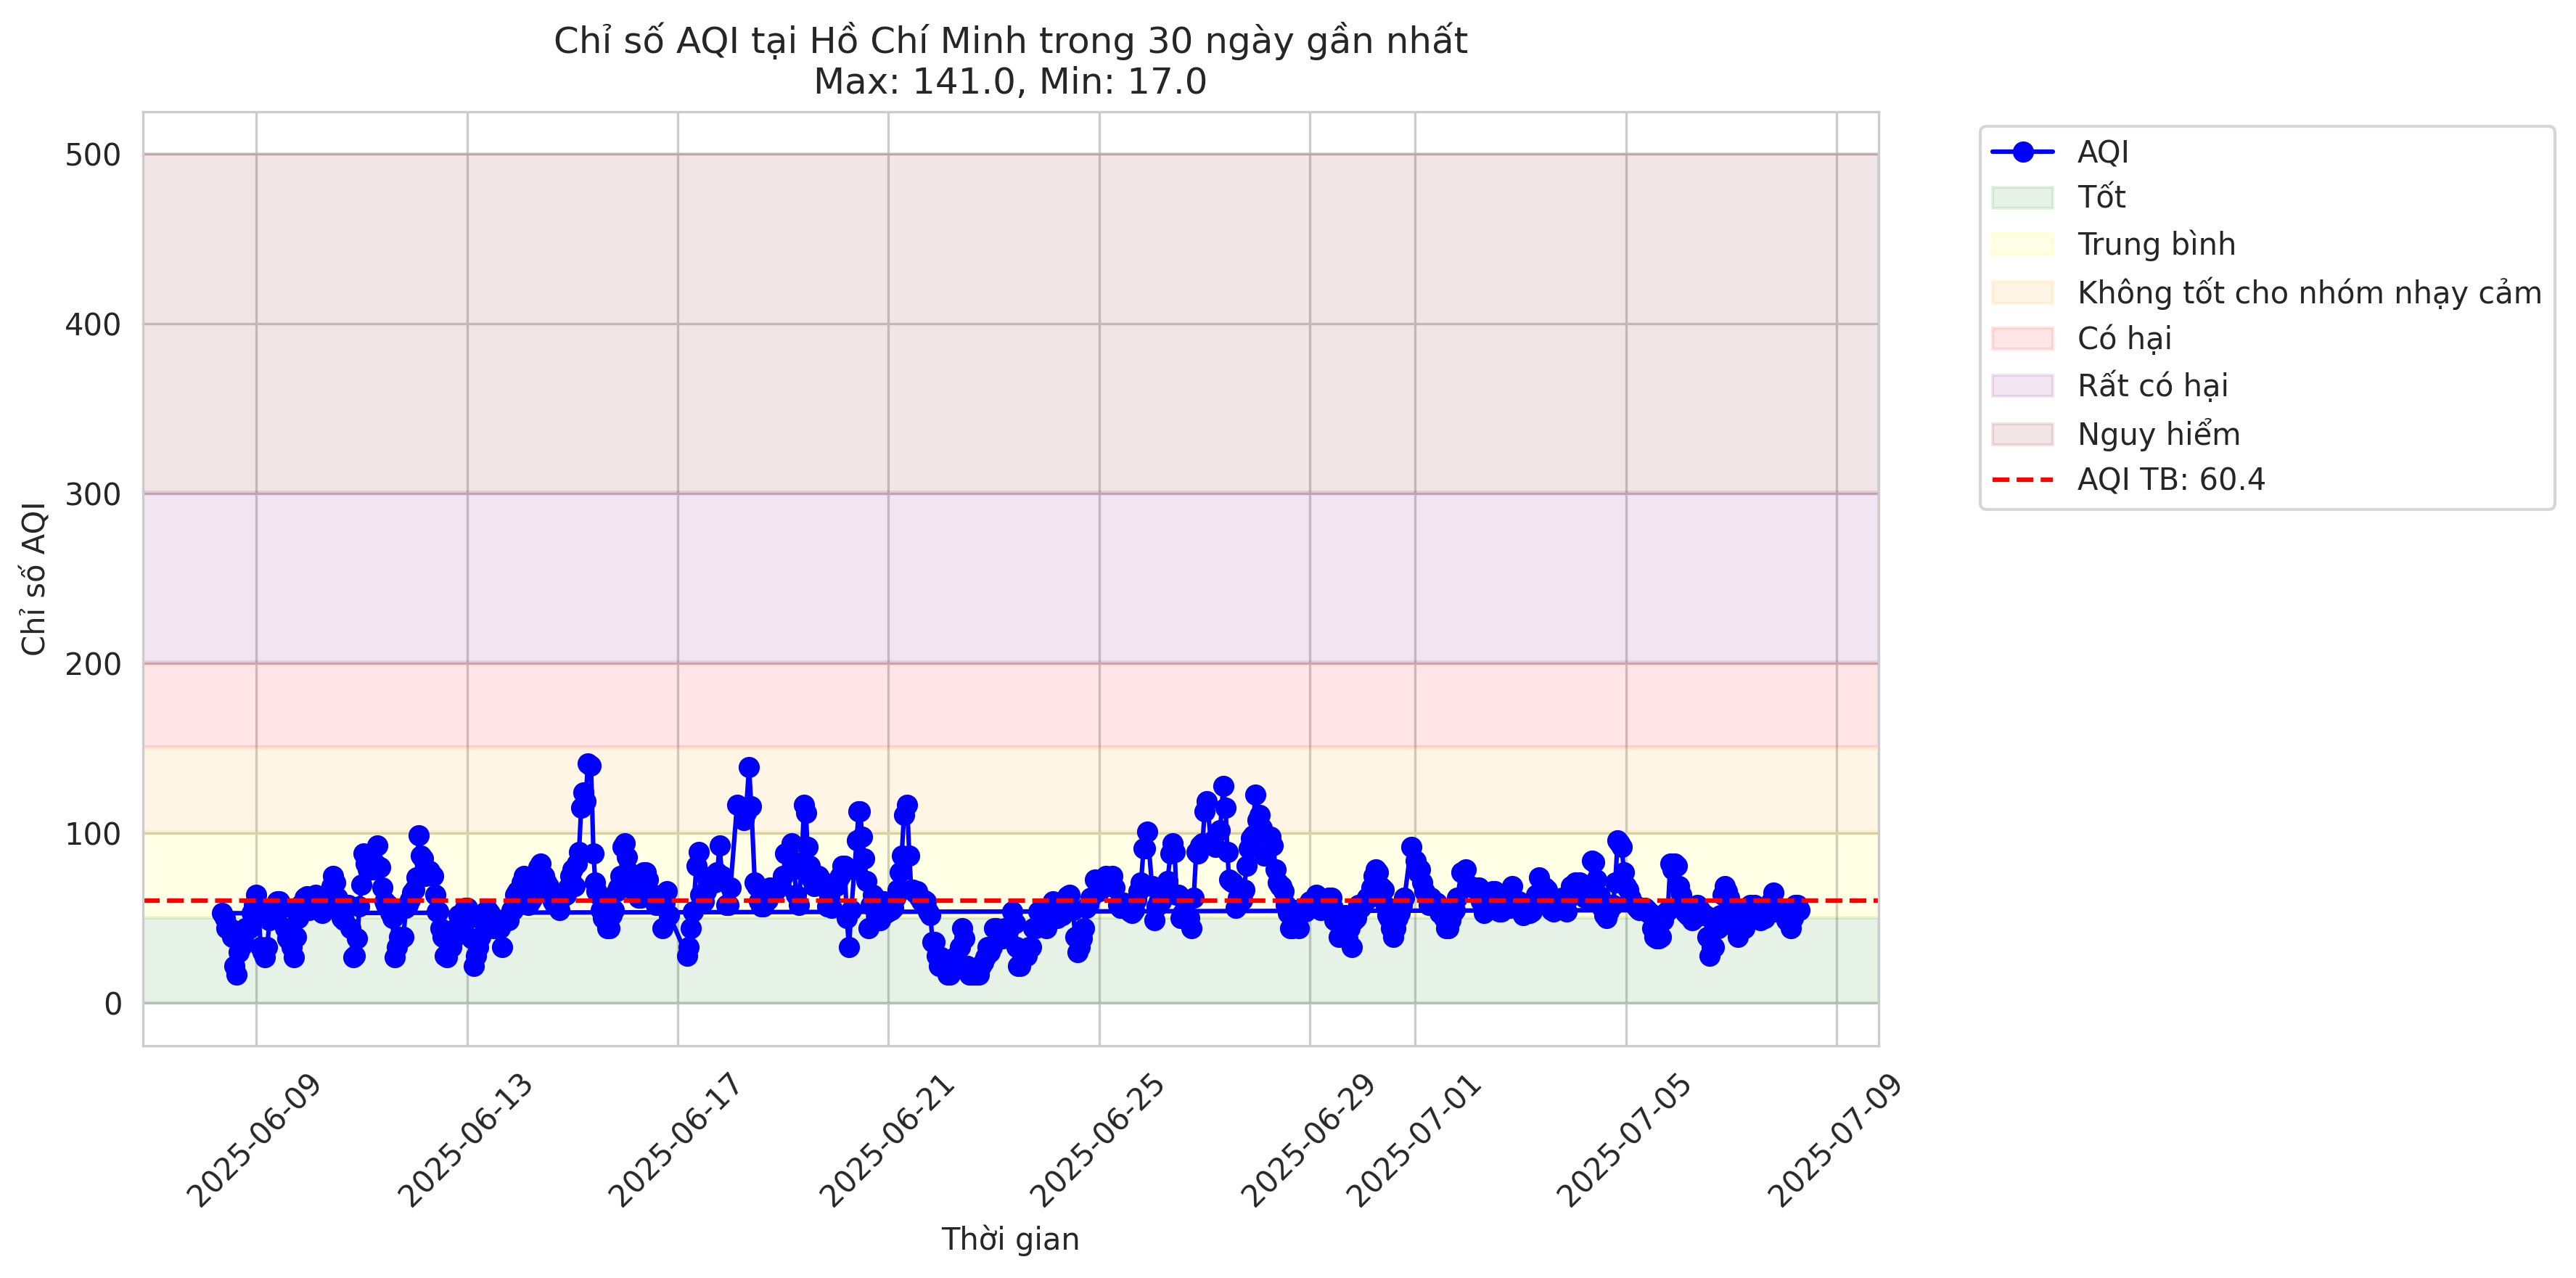 Chỉ số AQI tại Hồ Chí Minh trong 30 ngày gần nhất
Max: 141.0, Min: 17.0
Chỉ số AQI
500
400
300
200
100
0
2025-06-09
2025-06-13
2025-06-17
2025-06-21
2025-06-25
2025-06-29
2025-07-01
2025-07-05
2025-07-09
Thời gian
AQI
Tốt
Trung bình
Không tốt cho nhóm nhạy cảm
Có hại
Rất có hại
Nguy hiểm
AQI TB: 60.4